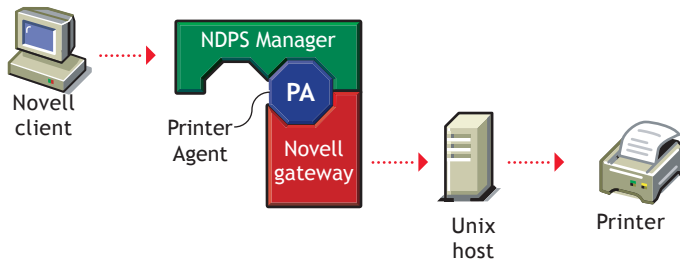 NDPS Manager
PA
Novell
client
Printer
Agent
Novell
gateway
Unix
host
Printer